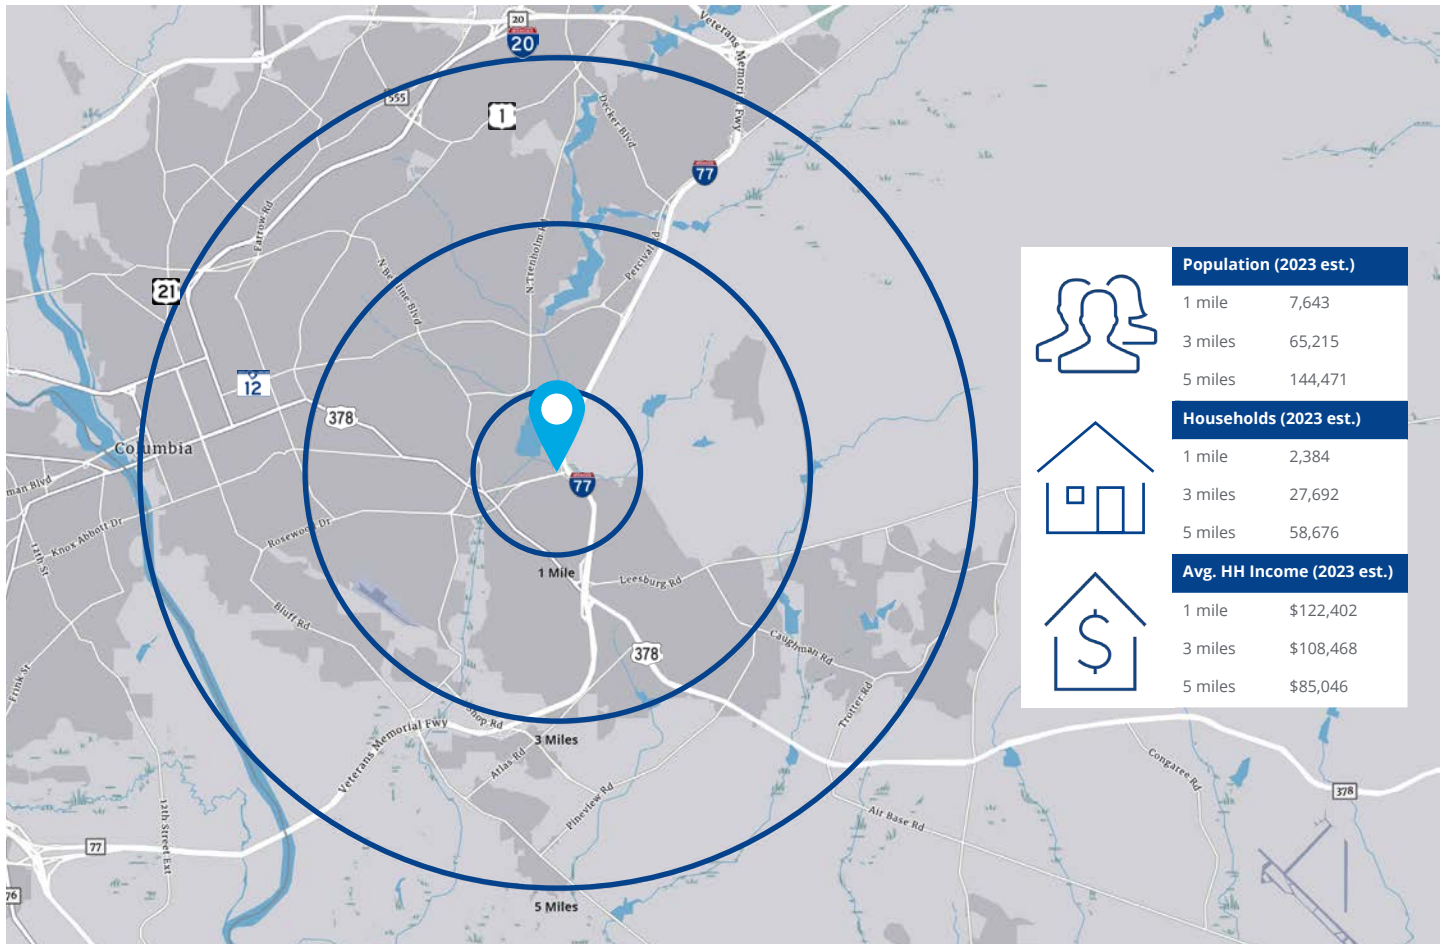 20
20
Veterans Memorial Fwy
555
1
Decker Blvd
77
Farrow Rd
N Trenholm Rd
Percival Rd
N Beltline Blvd
21
12
378
Columbia
77
man Blvd
Knox Abbott Dr
12th St
Rosewood Dr
1 Mile
Leesburg Rd
Bluff Rd
Caughman Rd
378
Frink St
Trotter Rd
Shop Rd
Veterans Memorial Fwy
3 Miles
Atlas Rd
Congaree Rd
Pineview Rd
378
12th Street Ext
Air Base Rd
77
76
5 Miles
Population (2023 est.)
1 mile 7,643
3 miles 65,215
5 miles 144,471
Households (2023 est.)
1 mile 2,384
3 miles 27,692
5 miles 58,676
Avg. HH Income (2023 est.)
1 mile $122,402
3 miles $108,468
5 miles $85,046